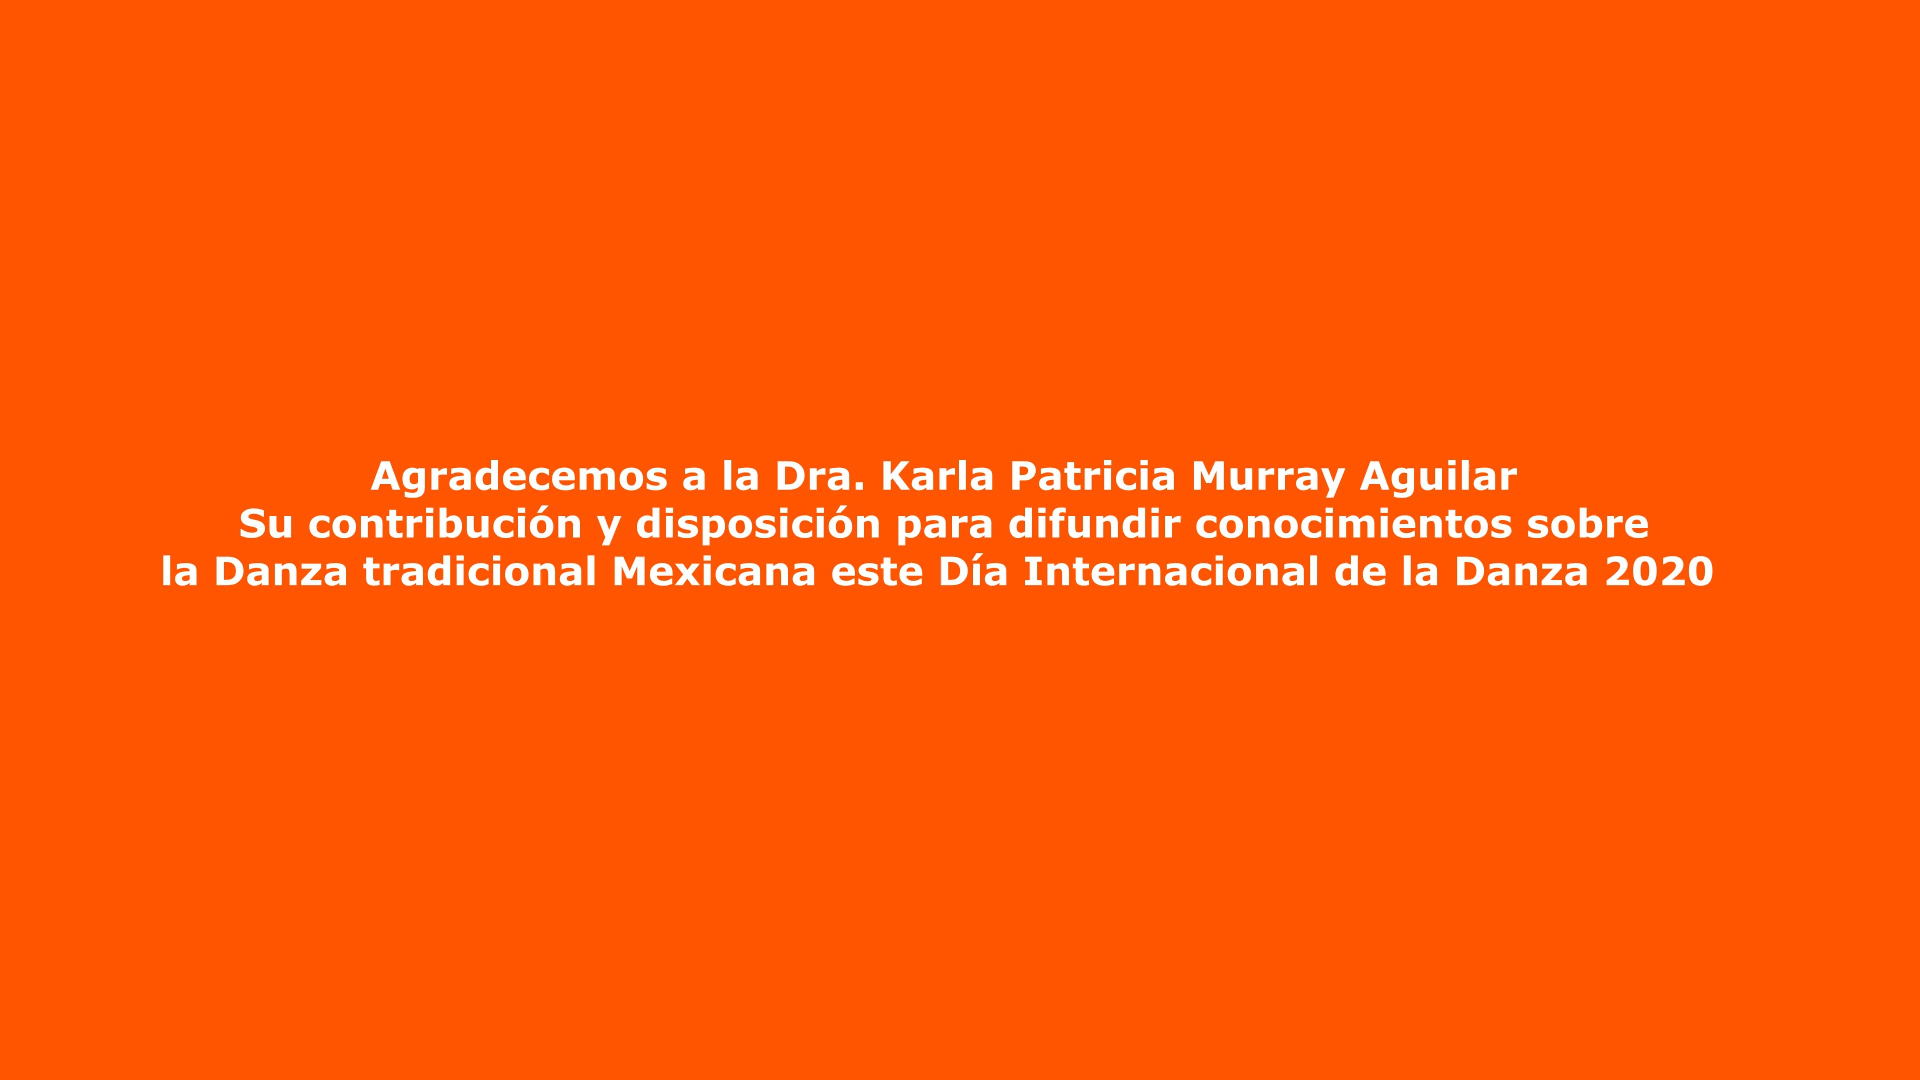 Agradecemos a la Dra. Karla Patricia Murray Aguilar
Su contribución y disposición para difundir conocimientos sobre
la Danza tradicional Mexicana este Día Internacional de la Danza 2020